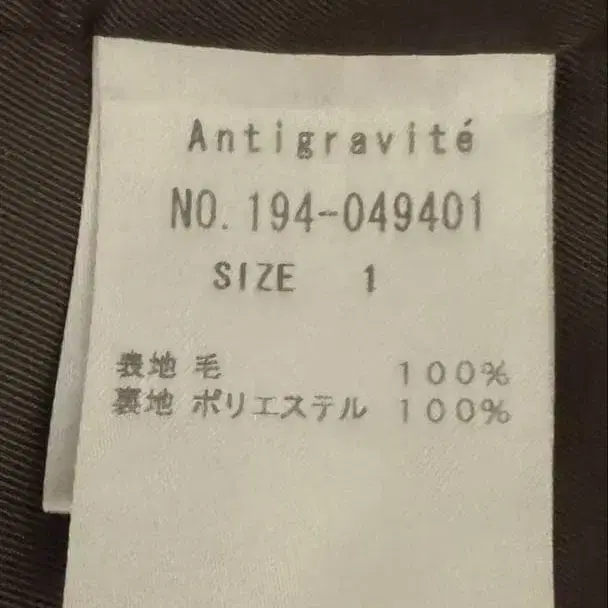 Antigravité
NO. 194-049401
SIZE 1
表地 毛 100%
裏地 ポリエステル 100%